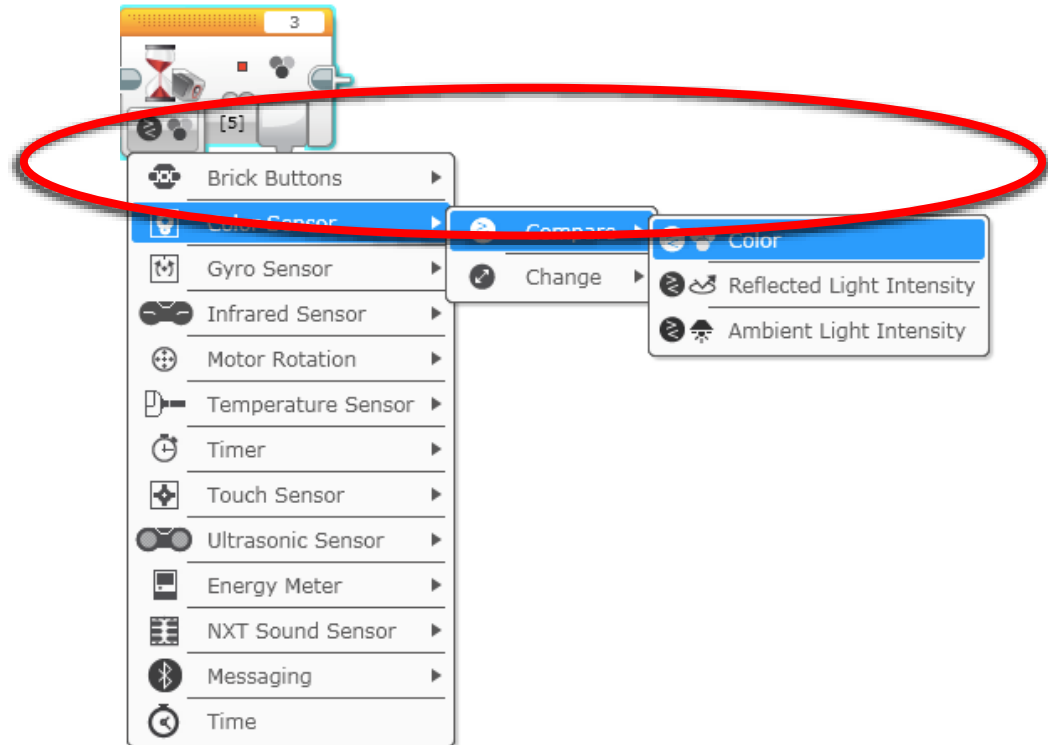 3
[5]
Brick Buttons
Color Sensor
Compare
Color
Gyro Sensor
Change
Reflected Light Intensity
Infrared Sensor
Ambient Light Intensity
Motor Rotation
Temperature Sensor
Timer
Touch Sensor
Ultrasonic Sensor
Energy Meter
NXT Sound Sensor
Messaging
Time